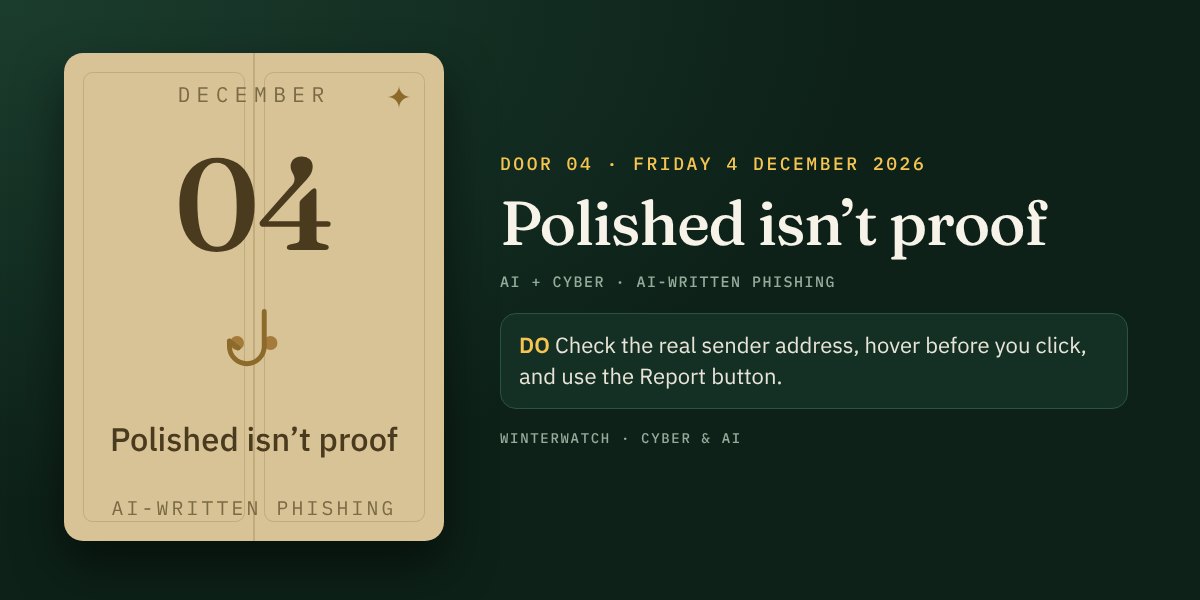 DECEMBER ✦
04
Polished isn’t proof
AI-WRITTEN PHISHING
DOOR 04 · FRIDAY 4 DECEMBER 2026
Polished isn’t proof
AI + CYBER · AI-WRITTEN PHISHING
DO Check the real sender address, hover before you click,
and use the Report button.
WINTERWATCH · CYBER & AI